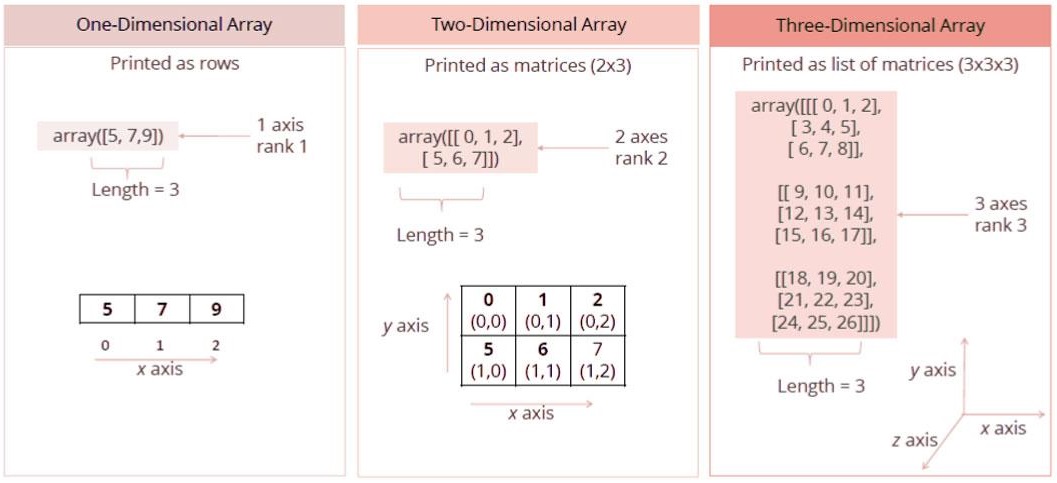 One-Dimensional Array
Printed as rows
array([5, 7,9])
1 axis
rank 1
Length = 3
5 7 9
0 1 2
x axis
Two-Dimensional Array
Printed as matrices (2x3)
array([[ 0, 1, 2],
[ 5, 6, 7]])
2 axes
rank 2
Length = 3
y axis
0 1 2
(0,0) (0,1) (0,2)
5 6 7
(1,0) (1,1) (1,2)
x axis
Three-Dimensional Array
Printed as list of matrices (3x3x3)
array([[[ 0, 1, 2],
[ 3, 4, 5],
[ 6, 7, 8]],
[[ 9, 10, 11],
[12, 13, 14],
[15, 16, 17]],
[[18, 19, 20],
[21, 22, 23],
[24, 25, 26]]])
3 axes
rank 3
Length = 3
y axis
x axis
z axis